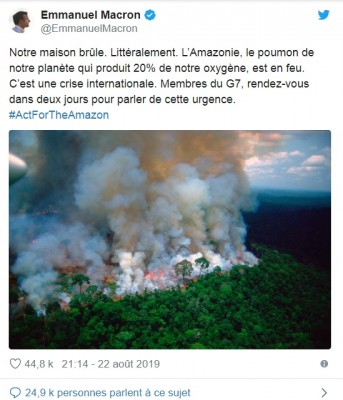 Emmanuel Macron
@EmmanuelMacron
Notre maison brûle. Littéralement. L’Amazonie, le poumon de
notre planète qui produit 20% de notre oxygène, est en feu.
C’est une crise internationale. Membres du G7, rendez-vous
dans deux jours pour parler de cette urgence.
#ActForTheAmazon
44,8 k 21:14 - 22 août 2019
24,9 k personnes parlent à ce sujet